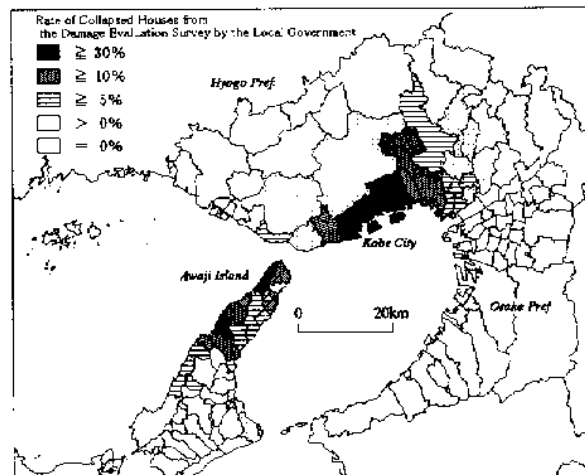 Rate of Collapsed Houses from
the Damage Evaluation Survey by the Local Government
≧ 30%
≧ 10%
≧ 5%
> 0%
= 0%
Hyogo Pref.
Kobe City
Awaji Island
Osaka Pref
0 20km